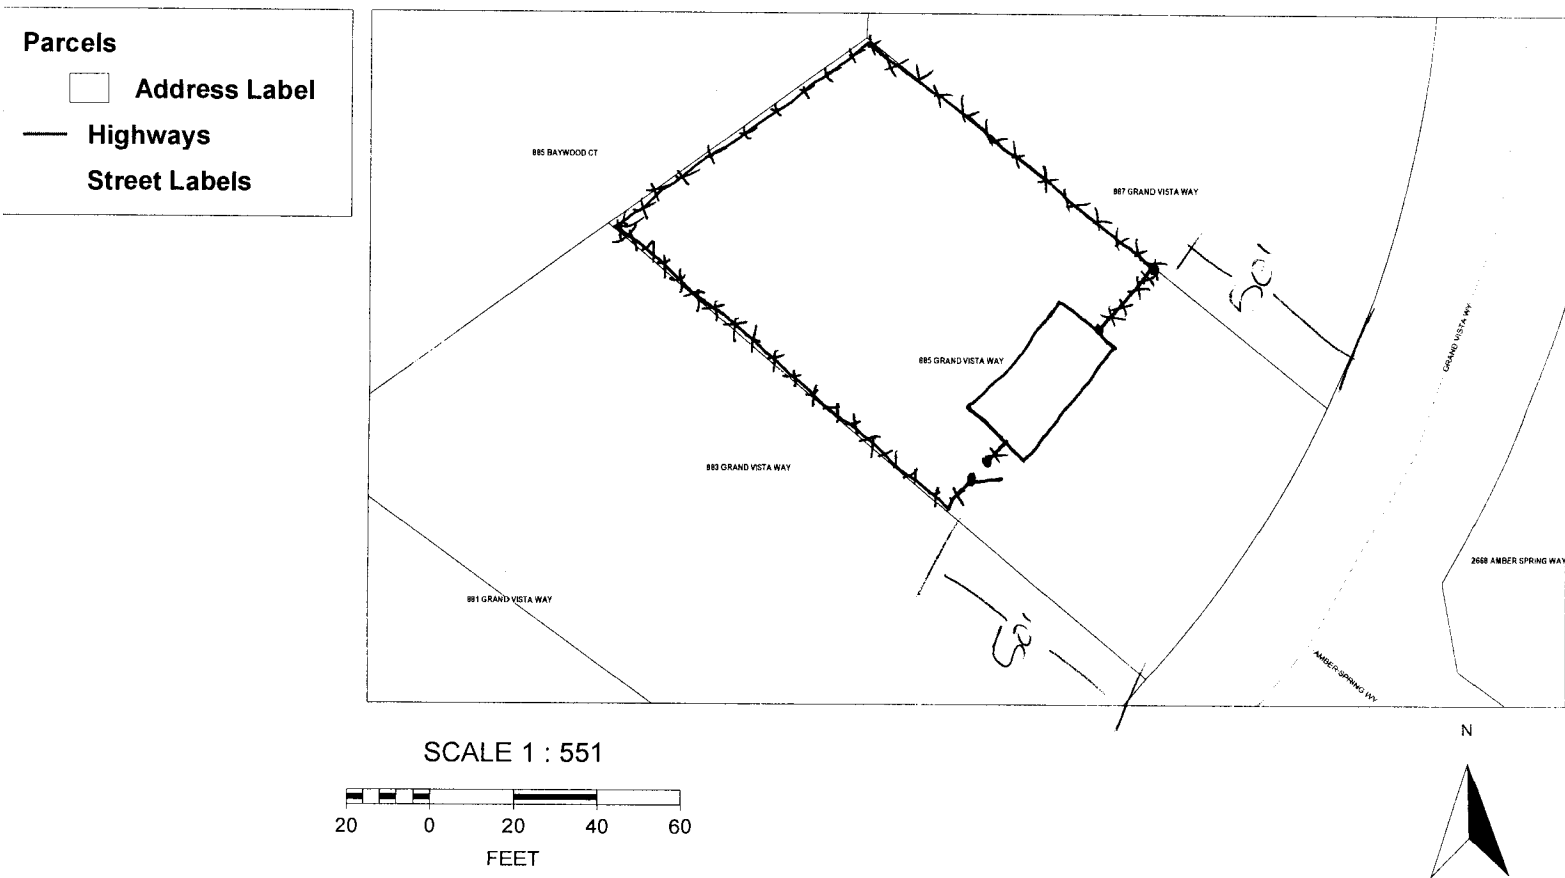 Parcels
Address Label
Highways
Street Labels
885 BAYWOOD CT
887 GRAND VISTA WAY
50'
GRAND VISTA WY
885 GRAND VISTA WAY
883 GRAND VISTA WAY
2668 AMBER SPRING WAY
881 GRAND VISTA WAY
50'
AMBER SPRING WY
SCALE 1 : 551
N
20 0 20 40 60
FEET